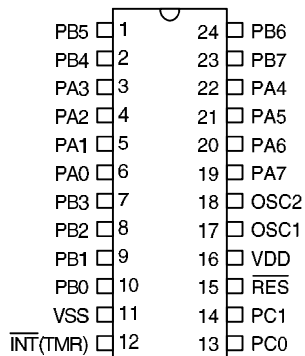 PB5 1 24 PB6
PB4 2 23 PB7
PA3 3 22 PA4
PA2 4 21 PA5
PA1 5 20 PA6
PA0 6 19 PA7
PB3 7 18 OSC2
PB2 8 17 OSC1
PB1 9 16 VDD
PB0 10 15 RES
VSS 11 14 PC1
INT(TMR) 12 13 PC0